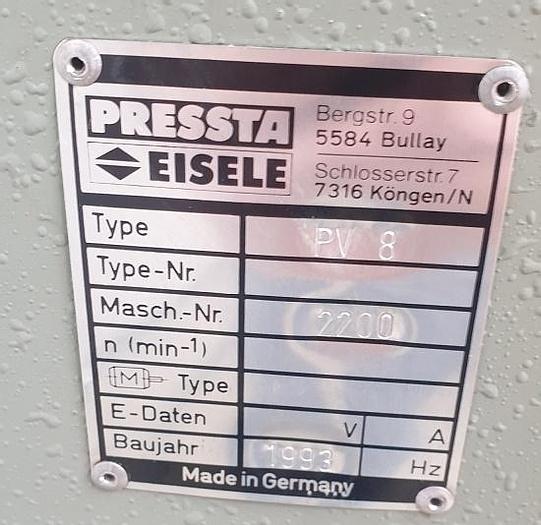 PRESSTA Bergstr. 9
5584 Bullay
EISELE Schlosserstr. 7
7316 Köngen/N
Type PV 8
Type-Nr.
Masch.-Nr. 2200
n (min-1)
M Type
E-Daten V A
Baujahr 1993 Hz
Made in Germany